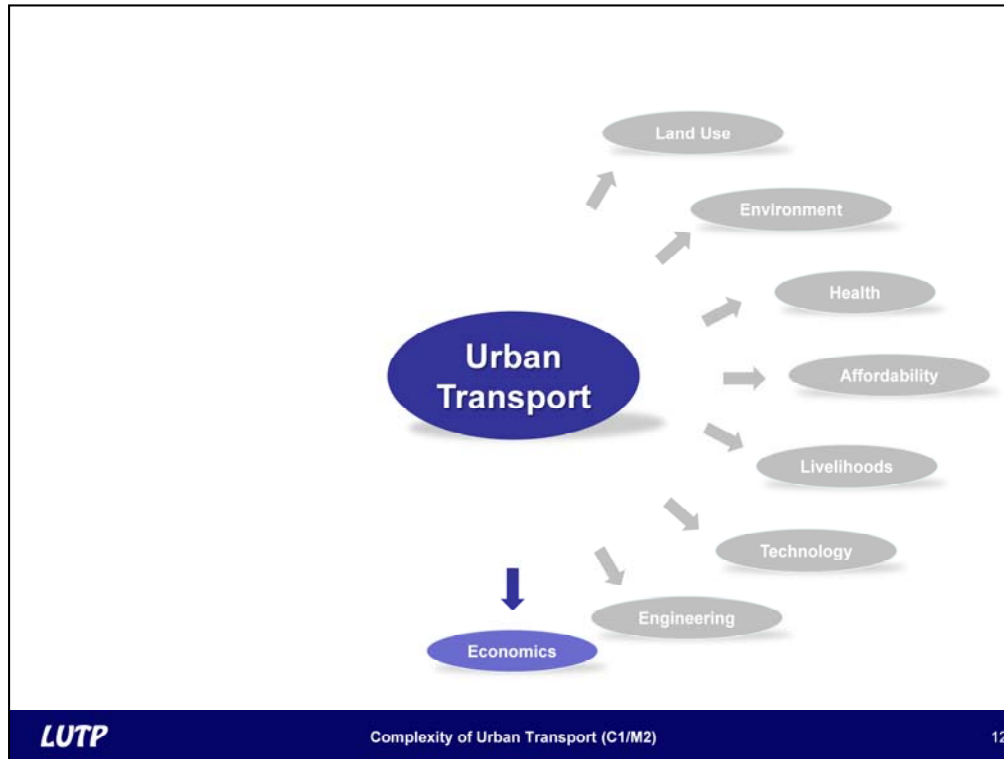 Land Use
Environment
Health
Urban
Transport
Affordability
Livelihoods
Technology
Engineering
Economics
LUTP
Complexity of Urban Transport (C1/M2)
12